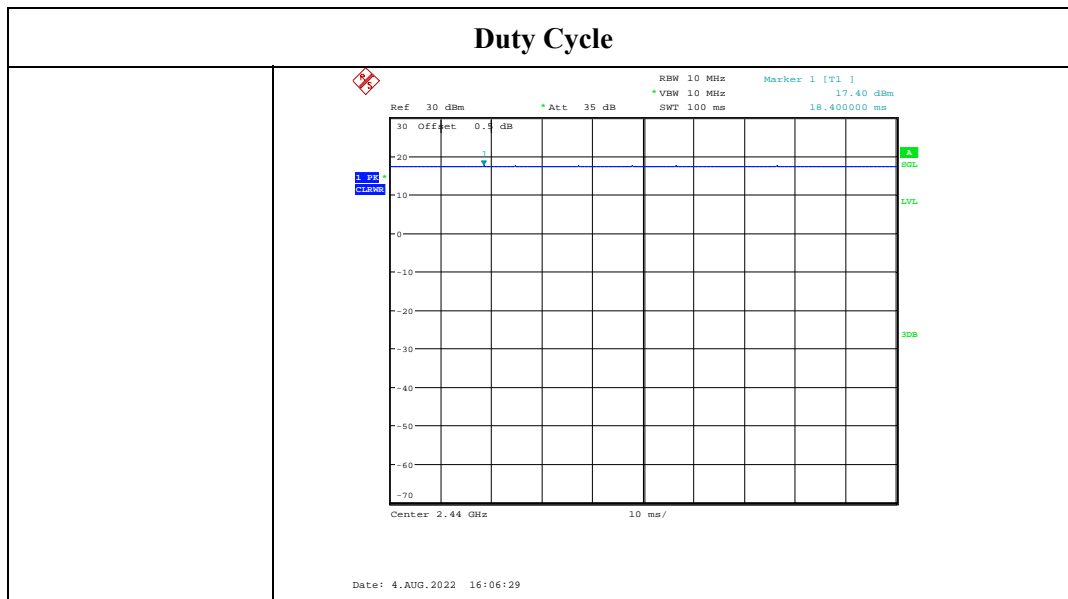 Duty Cycle
R S
RBW 10 MHz Marker 1 [T1 ]
* VBW 10 MHz 17.40 dBm
Ref 30 dBm * Att 35 dB SWT 100 ms 18.400000 ms
30 Offset 0.5 dB
A
20
1
SGL
1 PK *
CLRWR
10
LVL
0
-10
-20
3DB
-30
-40
-50
-60
-70
Center 2.44 GHz 10 ms/
Date: 4.AUG.2022 16:06:29